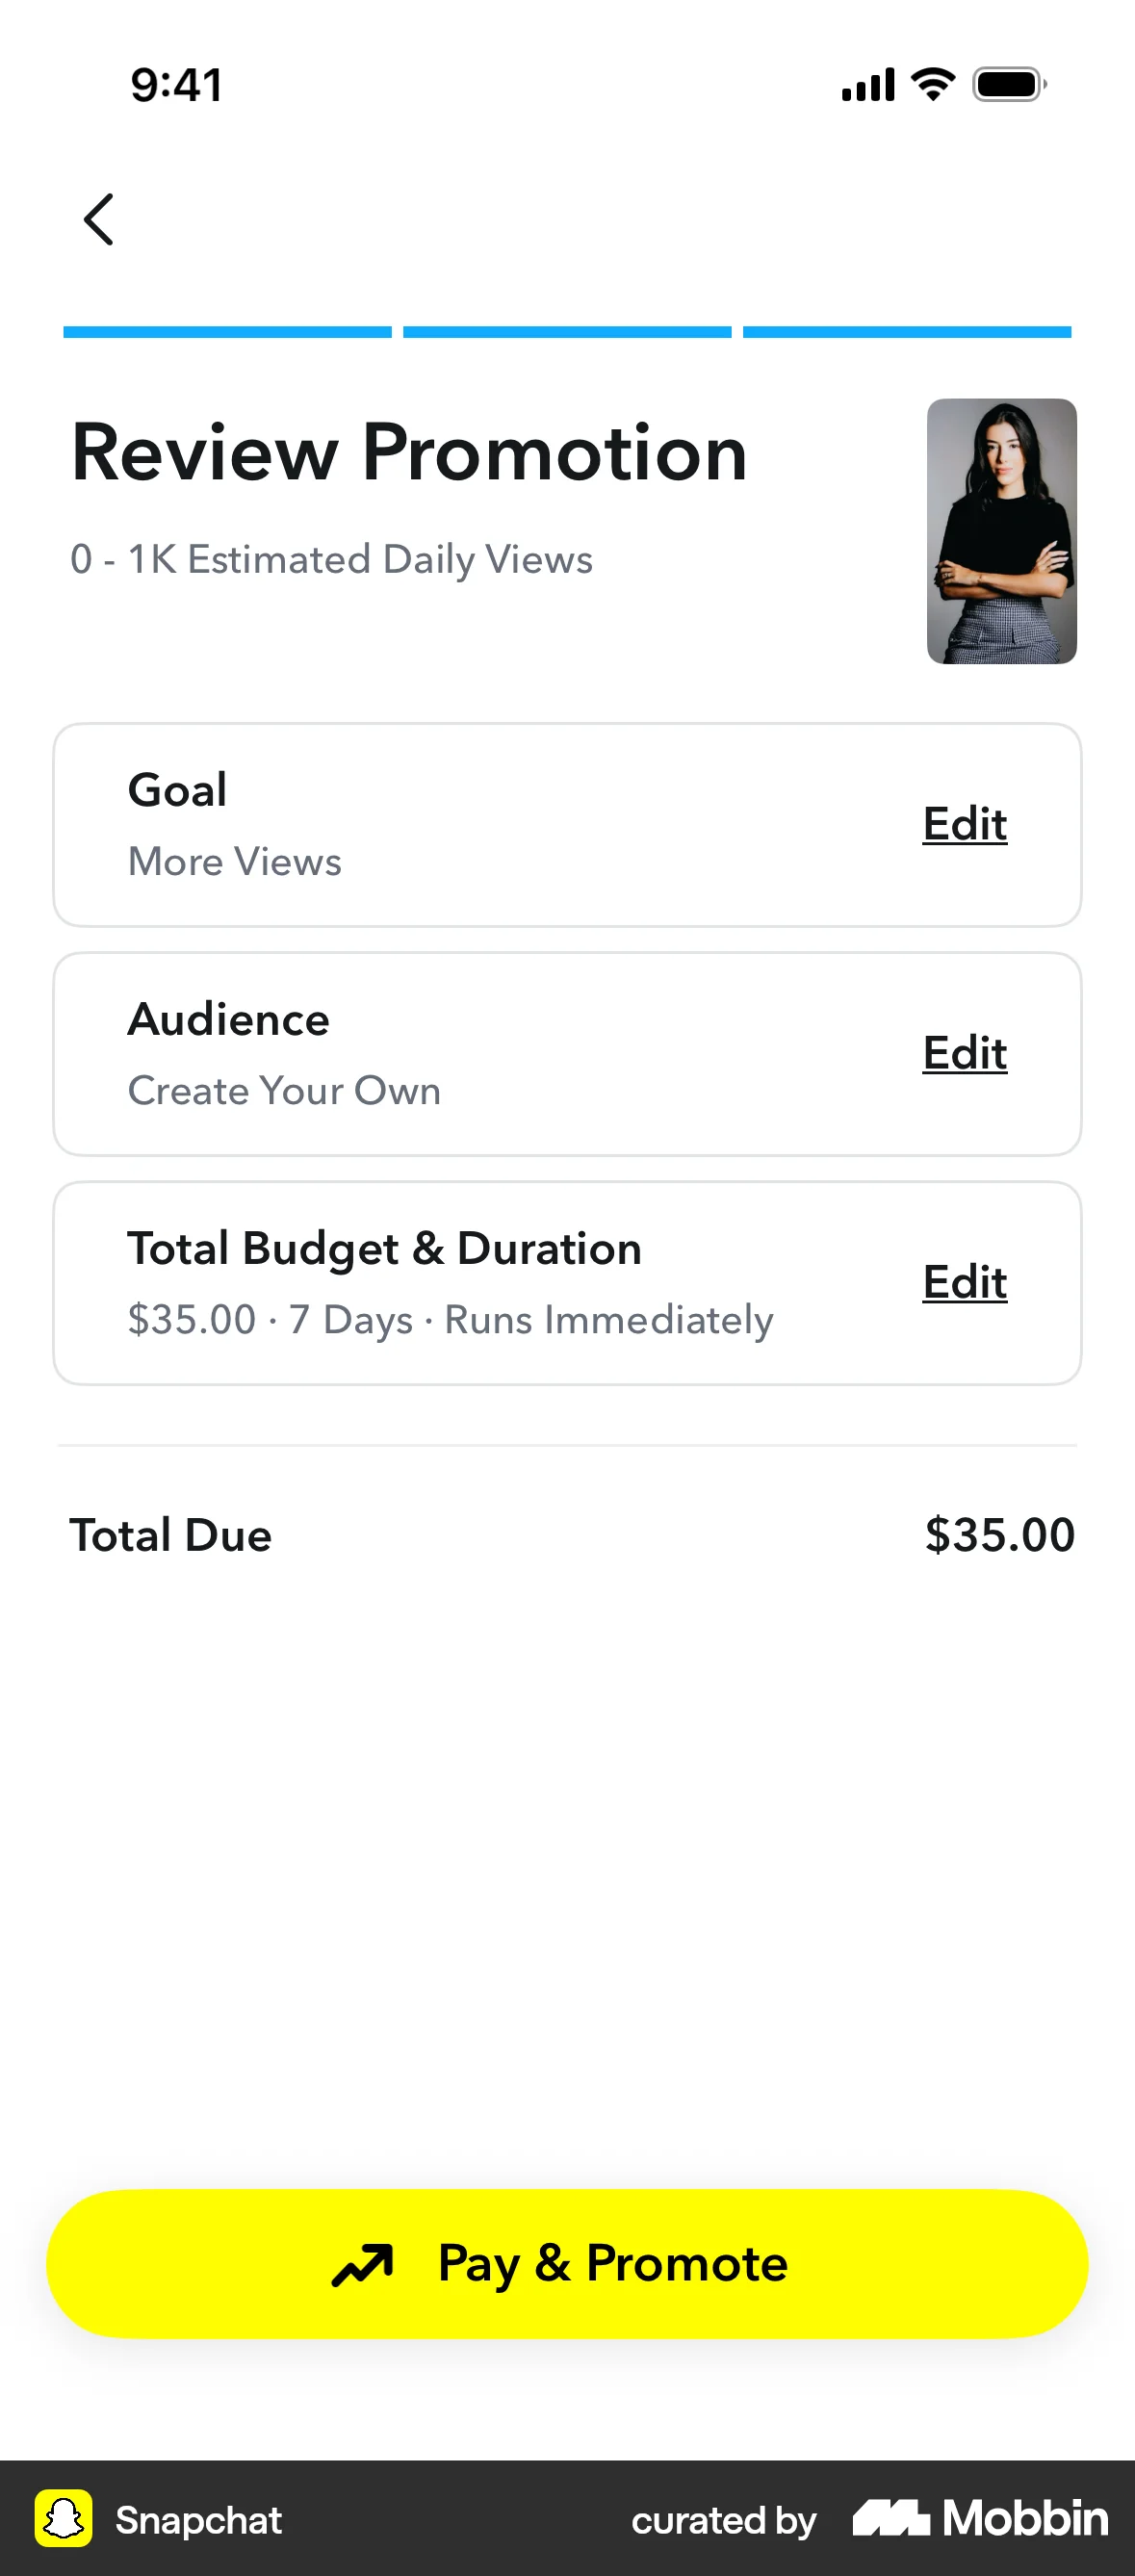 9:41
Review Promotion
0 - 1K Estimated Daily Views
Goal
More Views
Edit
Audience
Create Your Own
Edit
Total Budget & Duration
$35.00 · 7 Days · Runs Immediately
Edit
Total Due $35.00
Pay & Promote
Snapchat curated by Mobbin